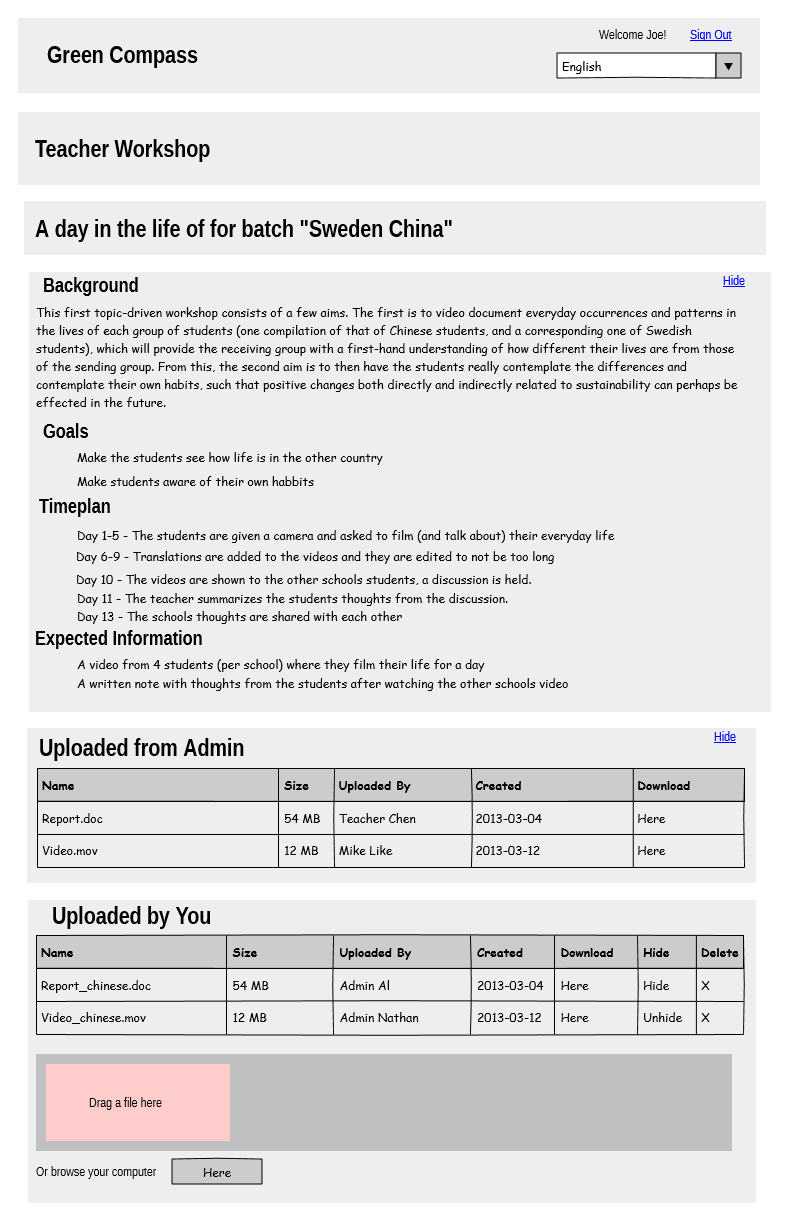 Welcome Joe! Sign Out
Green Compass
English
Teacher Workshop
A day in the life of for batch "Sweden China"
Background Hide
This first topic-driven workshop consists of a few aims. The first is to video document everyday occurrences and patterns in
the lives of each group of students (one compilation of that of Chinese students, and a corresponding one of Swedish
students), which will provide the receiving group with a first-hand understanding of how different their lives are from those
of the sending group. From this, the second aim is to then have the students really contemplate the differences and
contemplate their own habits, such that positive changes both directly and indirectly related to sustainability can perhaps be
effected in the future.
Goals
Make the students see how life is in the other country
Make students aware of their own habbits
Timeplan
Day 1-5 - The students are given a camera and asked to film (and talk about) their everyday life
Day 6-9 - Translations are added to the videos and they are edited to not be too long
Day 10 - The videos are shown to the other schools students, a discussion is held.
Day 11 - The teacher summarizes the students thoughts from the discussion.
Day 13 - The schools thoughts are shared with each other
Expected Information
A video from 4 students (per school) where they film their life for a day
A written note with thoughts from the students after watching the other schools video
Uploaded from Admin Hide
Name Size Uploaded By Created Download
Report.doc 54 MB Teacher Chen 2013-03-04 Here
Video.mov 12 MB Mike Like 2013-03-12 Here
Uploaded by You
Name Size Uploaded By Created Download Hide Delete
Report_chinese.doc 54 MB Admin Al 2013-03-04 Here Hide X
Video_chinese.mov 12 MB Admin Nathan 2013-03-12 Here Unhide X
Drag a file here
Or browse your computer Here